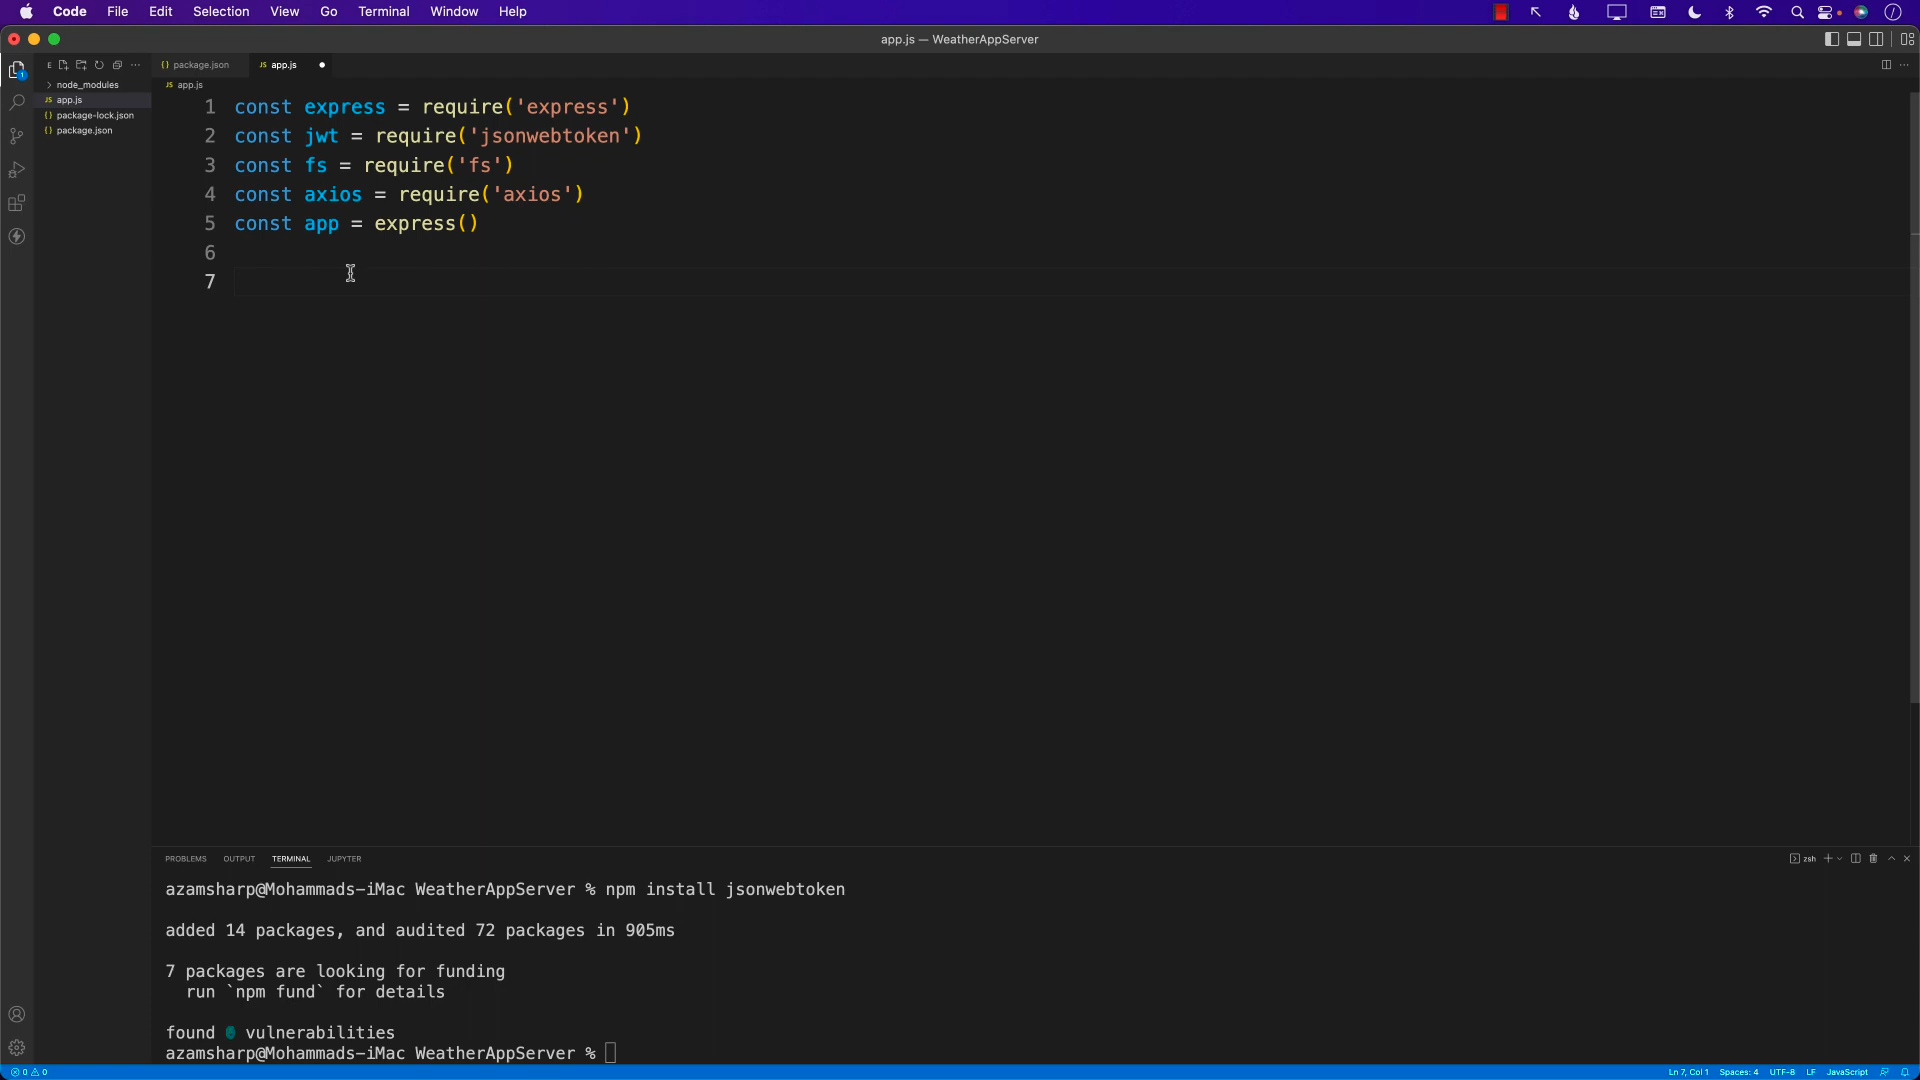 Code File Edit Selection View Go Terminal Window Help
app.js — WeatherAppServer
E
node_modules
app.js
package-lock.json
package.json
{} package.json JS app.js
JS app.js
1 const express = require('express')
2 const jwt = require('jsonwebtoken')
3 const fs = require('fs')
4 const axios = require('axios')
5 const app = express()
6
7
PROBLEMS OUTPUT TERMINAL JUPYTER
zsh
azamsharp@Mohammads-iMac WeatherAppServer % npm install jsonwebtoken
added 14 packages, and audited 72 packages in 905ms
7 packages are looking for funding
run `npm fund` for details
found 0 vulnerabilities
azamsharp@Mohammads-iMac WeatherAppServer %
0 0
Ln 7, Col 1 Spaces: 4 UTF-8 LF JavaScript